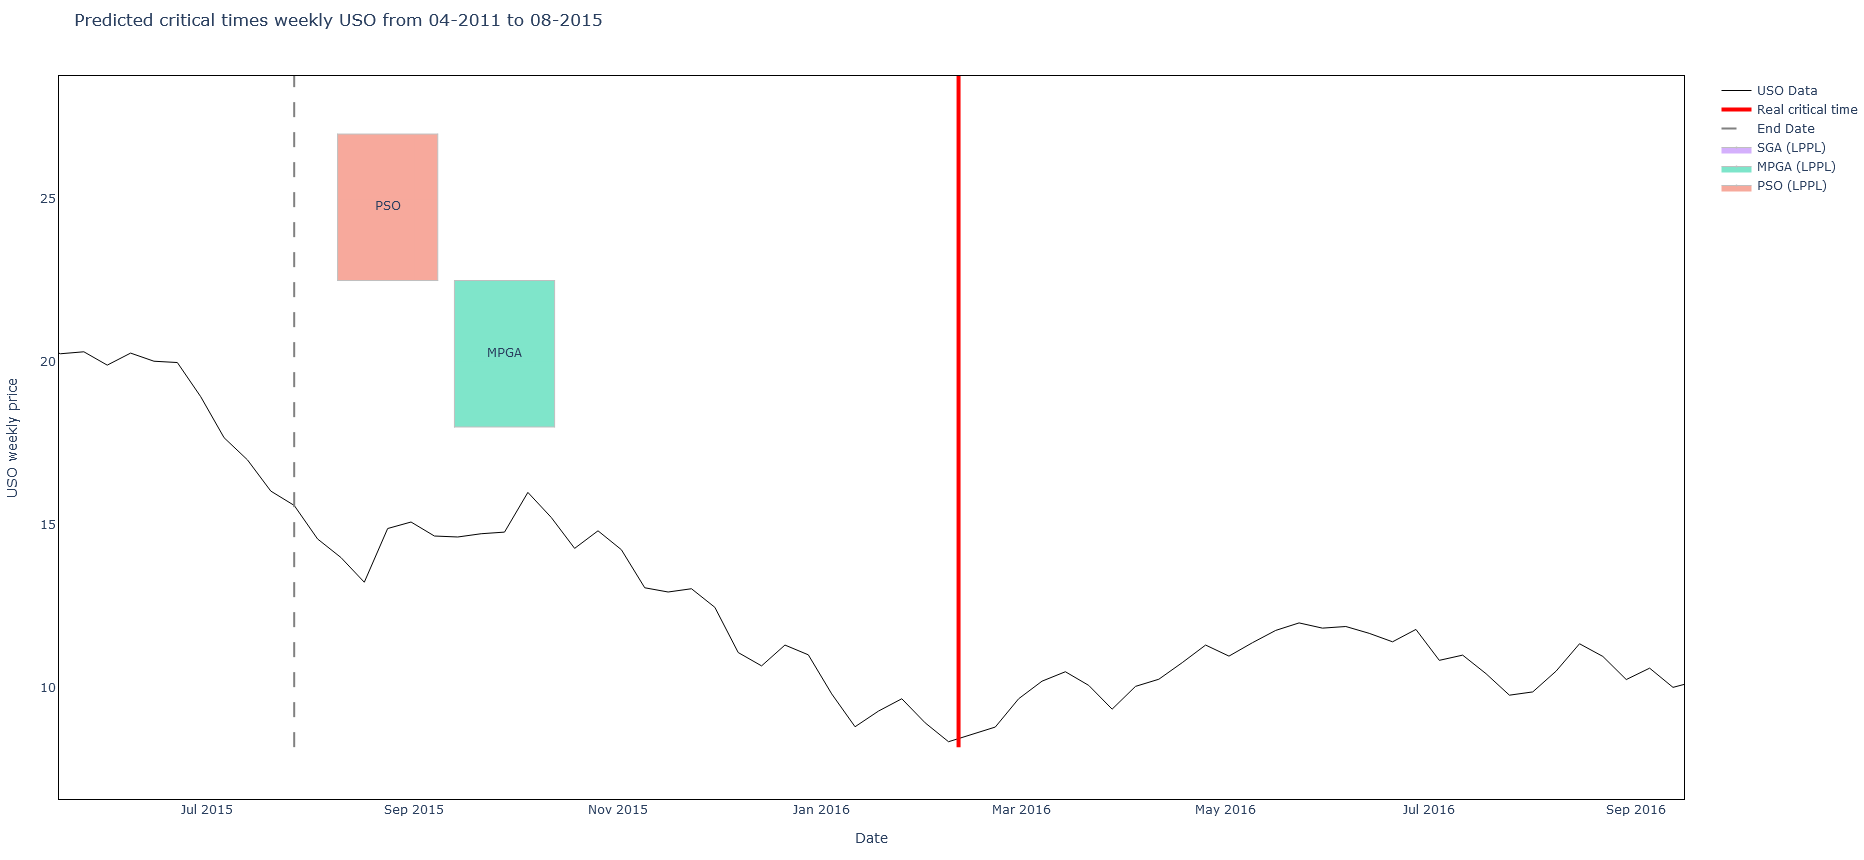 Predicted critical times weekly USO from 04-2011 to 08-2015
USO Data
Real critical time
End Date
SGA (LPPL)
MPGA (LPPL)
PSO (LPPL)
PSO
MPGA
25
20
15
10
USO weekly price
Jul 2015
Sep 2015
Nov 2015
Jan 2016
Mar 2016
May 2016
Jul 2016
Sep 2016
Date